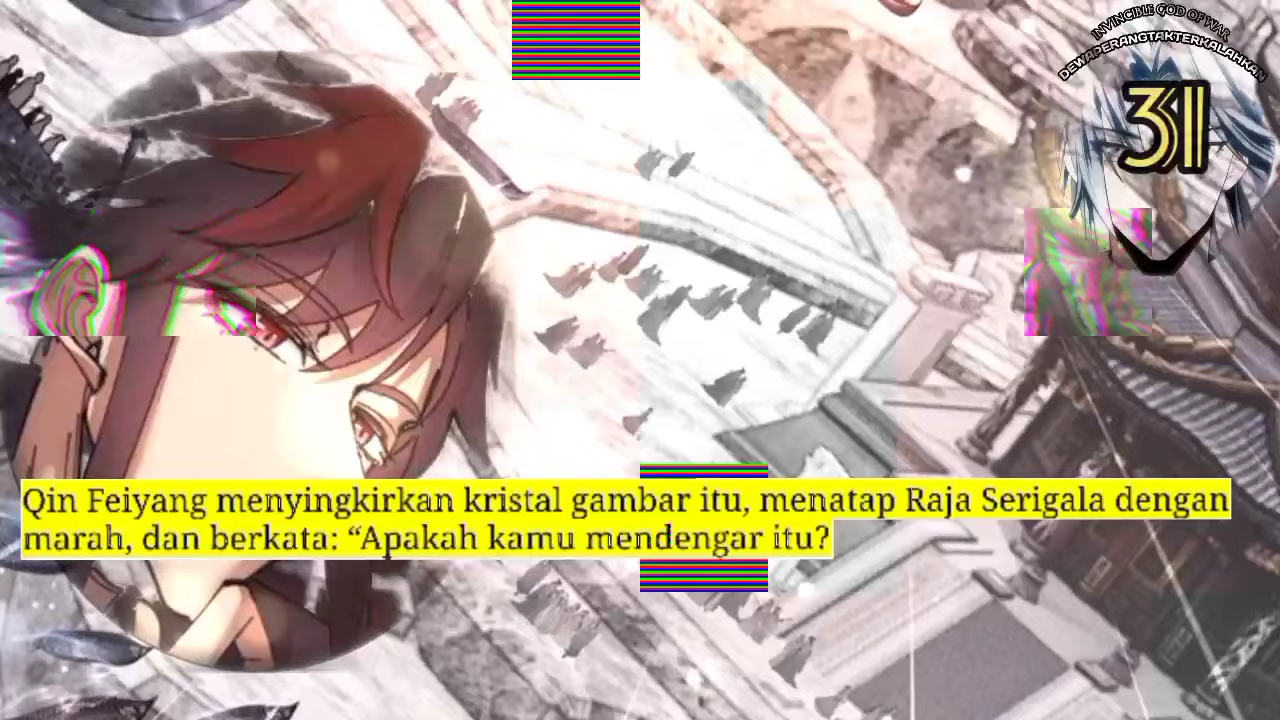 INVINCIBLE GOD OF WAR
DEWAPERANGTAKTERKALAHKAN
31
Qin Feiyang menyingkirkan kristal gambar itu, menatap Raja Serigala dengan
marah, dan berkata: “Apakah kamu mendengar itu?